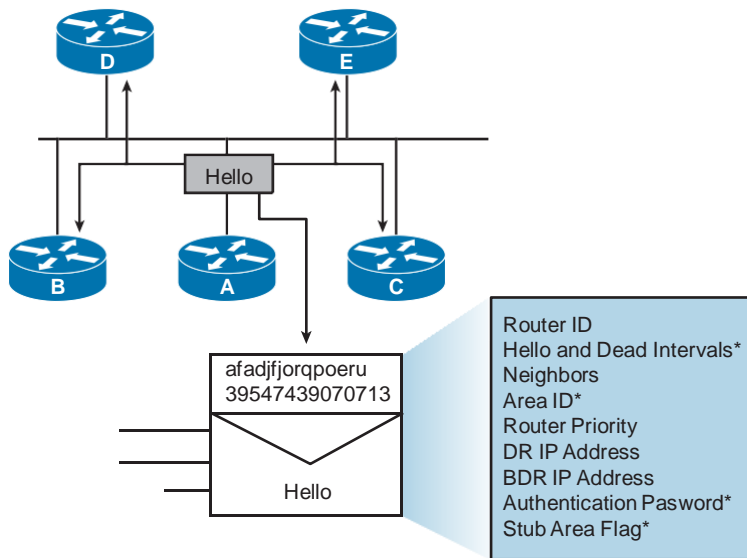 D
E
Hello
B
A
C
afadjfjorqpoeru
39547439070713
Hello
Router ID
Hello and Dead Intervals*
Neighbors
Area ID*
Router Priority
DR IP Address
BDR IP Address
Authentication Pasword*
Stub Area Flag*